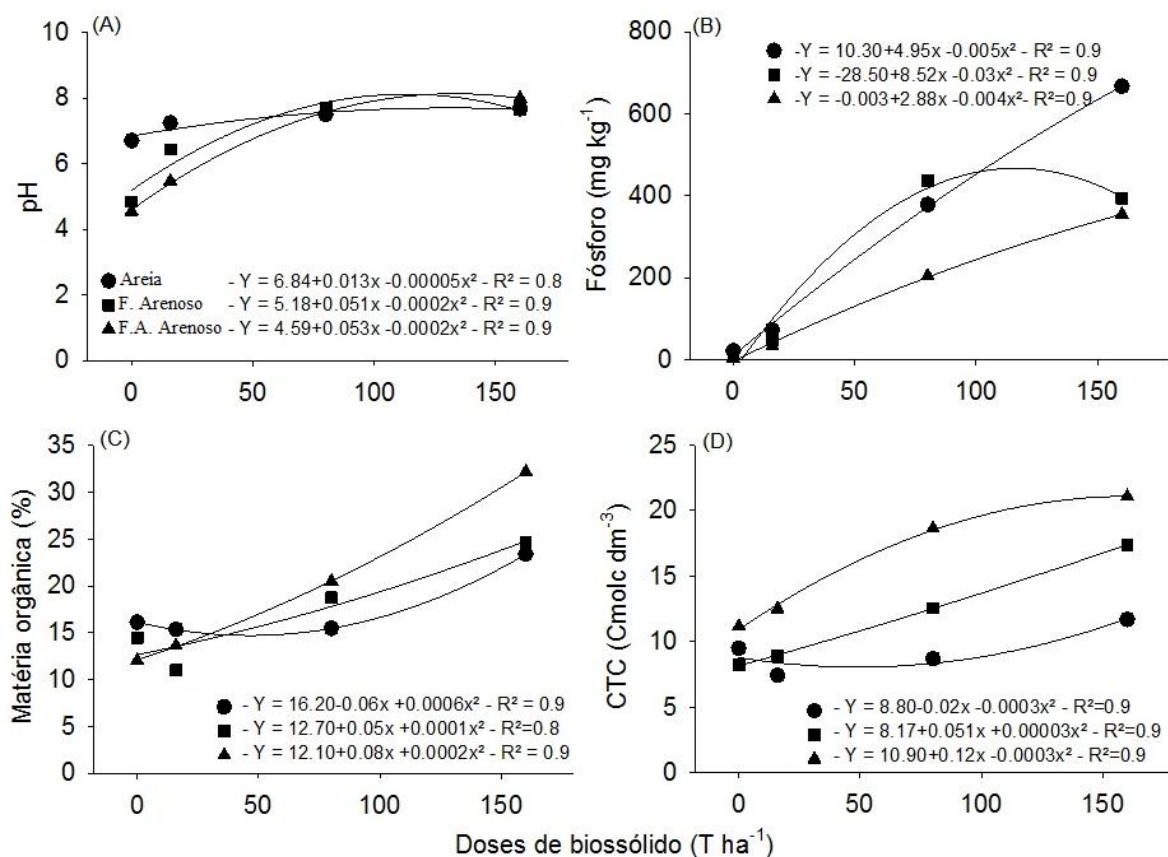 (A)
10
8
6
4
2
0
pH
Areia - Y = 6.84+0.013x -0.00005x² - R² = 0.8
F. Arenoso - Y = 5.18+0.051x -0.0002x² - R² = 0.9
F.A. Arenoso - Y = 4.59+0.053x -0.0002x² - R² = 0.9
0 50 100 150
(B)
800
600
400
200
0
Fósforo (mg kg⁻¹)
-Y = 10.30+4.95x -0.005x² - R² = 0.9
-Y = -28.50+8.52x -0.03x² - R² = 0.9
-Y = -0.003+2.88x -0.004x²- R²=0.9
0 50 100 150
(C)
35
30
25
20
15
10
5
0
Matéria orgânica (%)
- Y = 16.20-0.06x +0.0006x² - R² = 0.9
- Y = 12.70+0.05x +0.0001x² - R²=0.8
- Y = 12.10+0.08x +0.0002x² - R² = 0.9
0 50 100 150
(D)
25
20
15
10
5
0
CTC (Cmolc dm⁻³)
- Y = 8.80-0.02x -0.0003x² - R²=0.9
- Y = 8.17+0.051x +0.00003x² - R²=0.9
- Y = 10.90+0.12x -0.0003x² - R²=0.9
0 50 100 150
Doses de biossólido (T ha⁻¹)